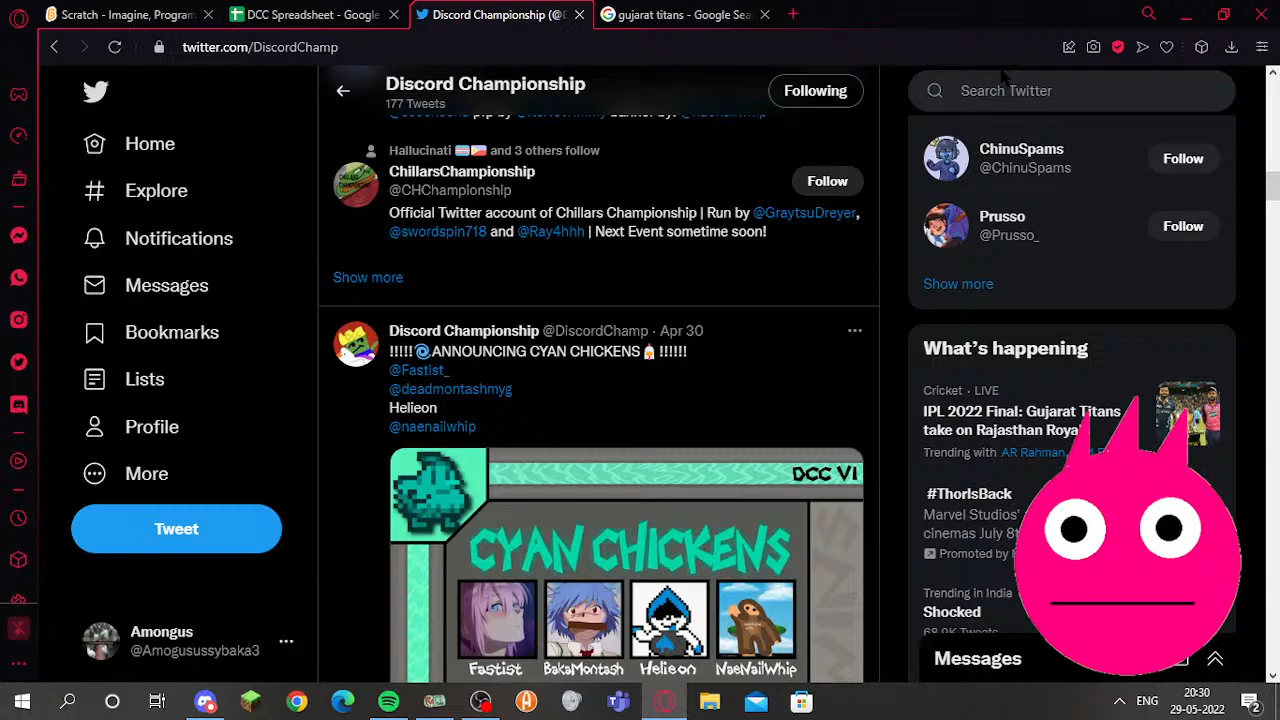 Scratch - Imagine, Program
DCC Spreadsheet - Google
Discord Championship (@D
gujarat titans - Google Sea
twitter.com/DiscordChamp
Home
Explore
Notifications
Messages
Bookmarks
Lists
Profile
More
Tweet
Amongus
@Amogusussybaka3
Discord Championship
177 Tweets
Following
Hallucinati and 3 others follow
ChillarsChampionship
@CHChampionship
Follow
Official Twitter account of Chillars Championship | Run by @GraytsuDreyer,
@swordspin718 and @Ray4hhh | Next Event sometime soon!
Show more
Discord Championship @DiscordChamp · Apr 30
!!!!!🌀ANNOUNCING CYAN CHICKENS🐔!!!!!!
@Fastist_
@deadmontashmyg
Helieon
@naenailwhip
DCC VI
CYAN CHICKENS
Fastist
BakaMontash
Helieon
NaeNailWhip
Search Twitter
ChinuSpams
@ChinuSpams
Follow
Prusso
@Prusso_
Follow
Show more
What's happening
Cricket · LIVE
IPL 2022 Final: Gujarat Titans
take on Rajasthan Roya
Trending with AR Rahman,
#ThorIsBack
Marvel Studios'
cinemas July 8t
Promoted b
Trending in India
Shocked
68.9K Tweets
Messages
ENG
20:30
29-05-2022
2